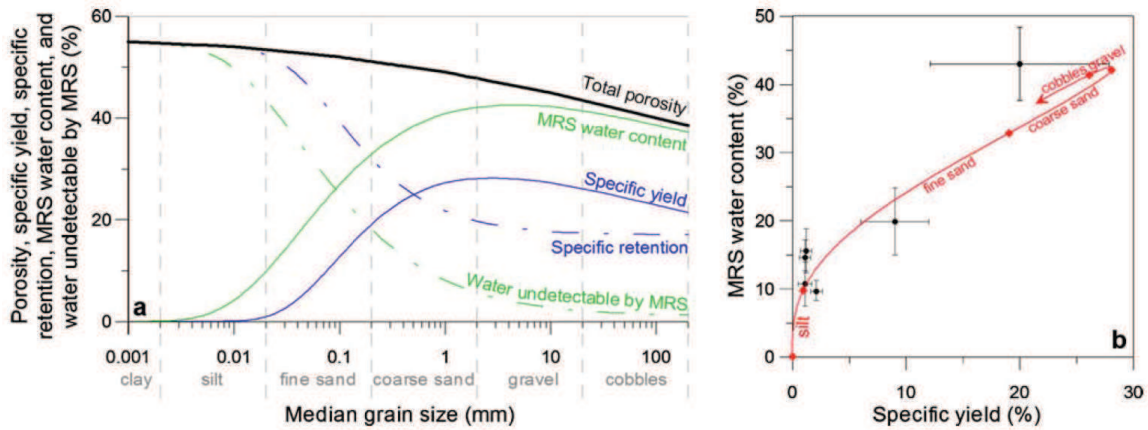 Porosity, specific yield, specific
retention, MRS water content, and
water undetectable by MRS (%)
60
40
20
0
Total porosity
MRS water content
Specific yield
Specific retention
Water undetectable by MRS
a
0.001 0.01 0.1 1 10 100
clay silt fine sand coarse sand gravel cobbles
Median grain size (mm)
MRS water content (%)
50
40
30
20
10
0
cobbles gravel
coarse sand
fine sand
silt
b
0 10 20 30
Specific yield (%)